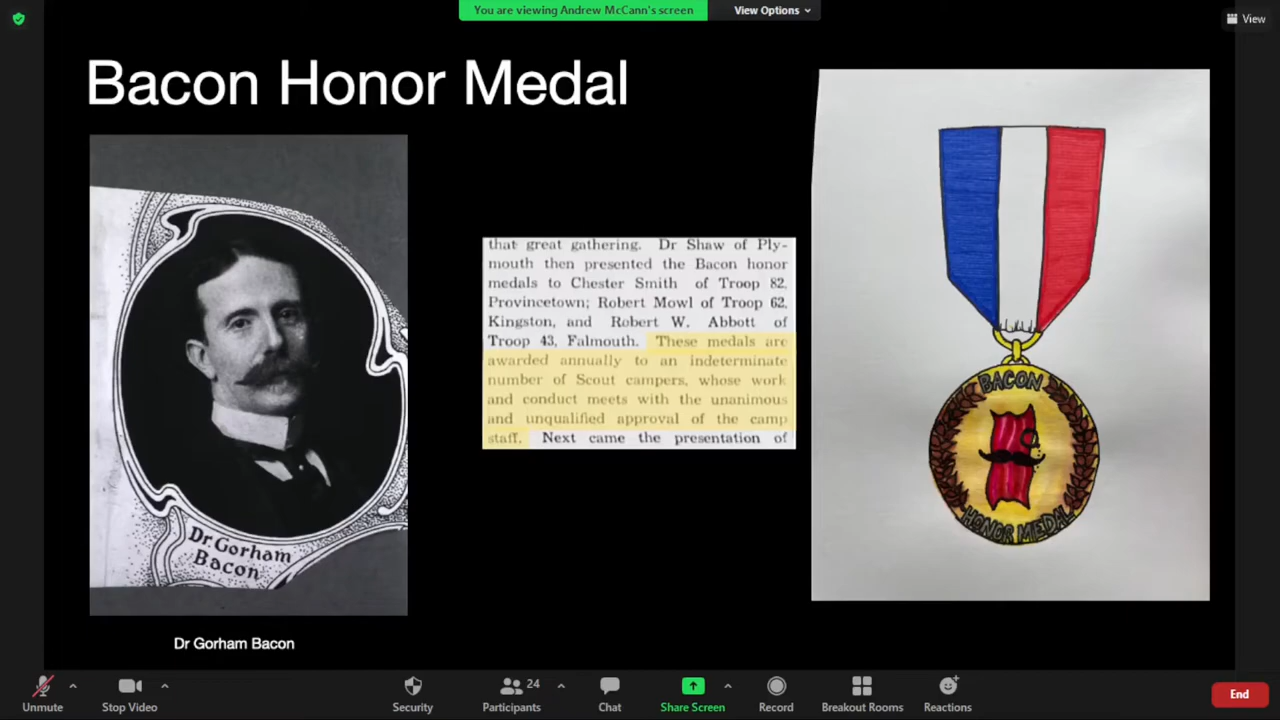 You are viewing Andrew McCann's screen
View Options
View
Bacon Honor Medal
that great gathering. Dr Shaw of Ply-
mouth then presented the Bacon honor
medals to Chester Smith of Troop 82,
Provincetown; Robert Mowl of Troop 62,
Kingston, and Robert W. Abbott of
Troop 43, Falmouth. These medals are
awarded annually to an indeterminate
number of Scout campers, whose work
and conduct meets with the unanimous
and unqualified approval of the camp
staff. Next came the presentation of
BACON
HONOR MEDAL
Dr. Gorham
Bacon
Dr Gorham Bacon
Unmute
Stop Video
Security
24
Participants
Chat
Share Screen
Record
Breakout Rooms
Reactions
End